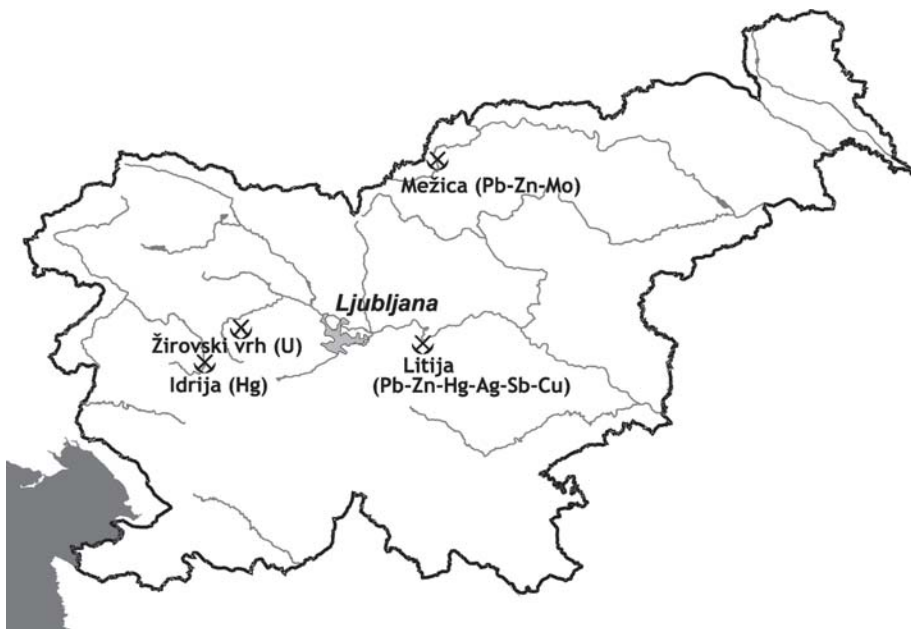 Mežica (Pb-Zn-Mo)
Ljubljana
Žirovski vrh (U)
Idrija (Hg)
Litija
(Pb-Zn-Hg-Ag-Sb-Cu)